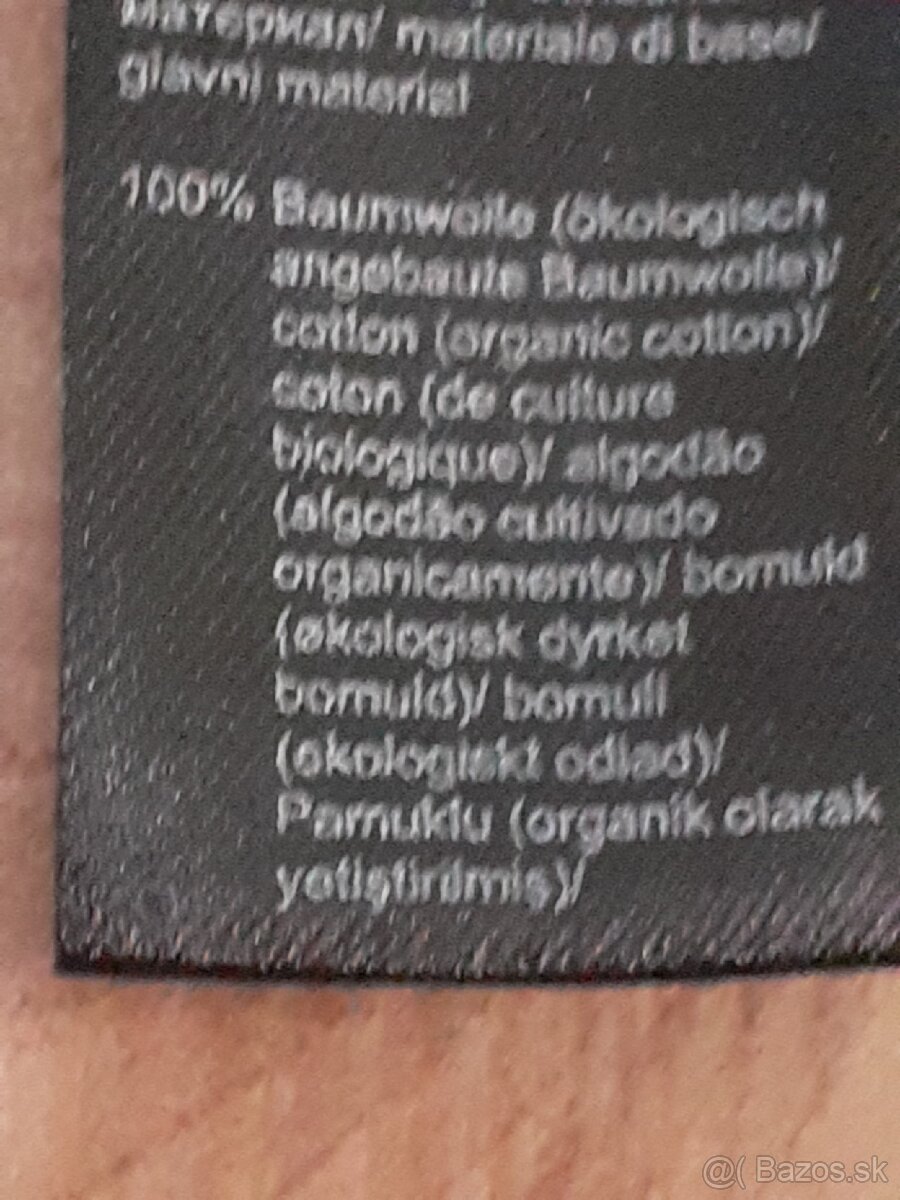 материал/ materiale di base/
glavni material
100% Baumwolle (ökologisch
angebaute Baumwolle)/
cotton (organic cotton)/
coton (de culture
biologique)/ algodão
(algodão cultivado
organicamente)/ bomuld
(økologisk dyrket
bomuld)/ bomull
(ekologiskt odlad)/
Pamuklu (organik olarak
yetiştirilmiş)/
@( Bazos.sk